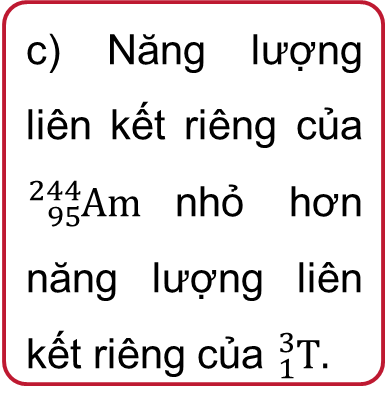 c) Năng lượng
liên kết riêng của
²⁴⁴₉₅Am nhỏ hơn
năng lượng liên
kết riêng của ³₁T.